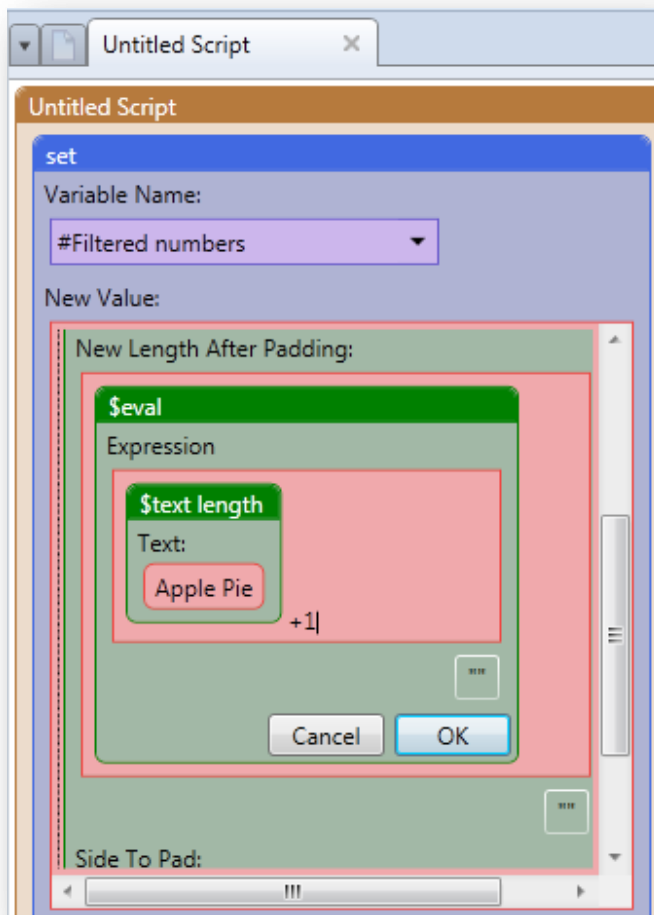 Untitled Script
Untitled Script
set
Variable Name:
#Filtered numbers
New Value:
New Length After Padding:
$eval
Expression
$text length
Text:
Apple Pie
+1
""
Cancel OK
""
Side To Pad: